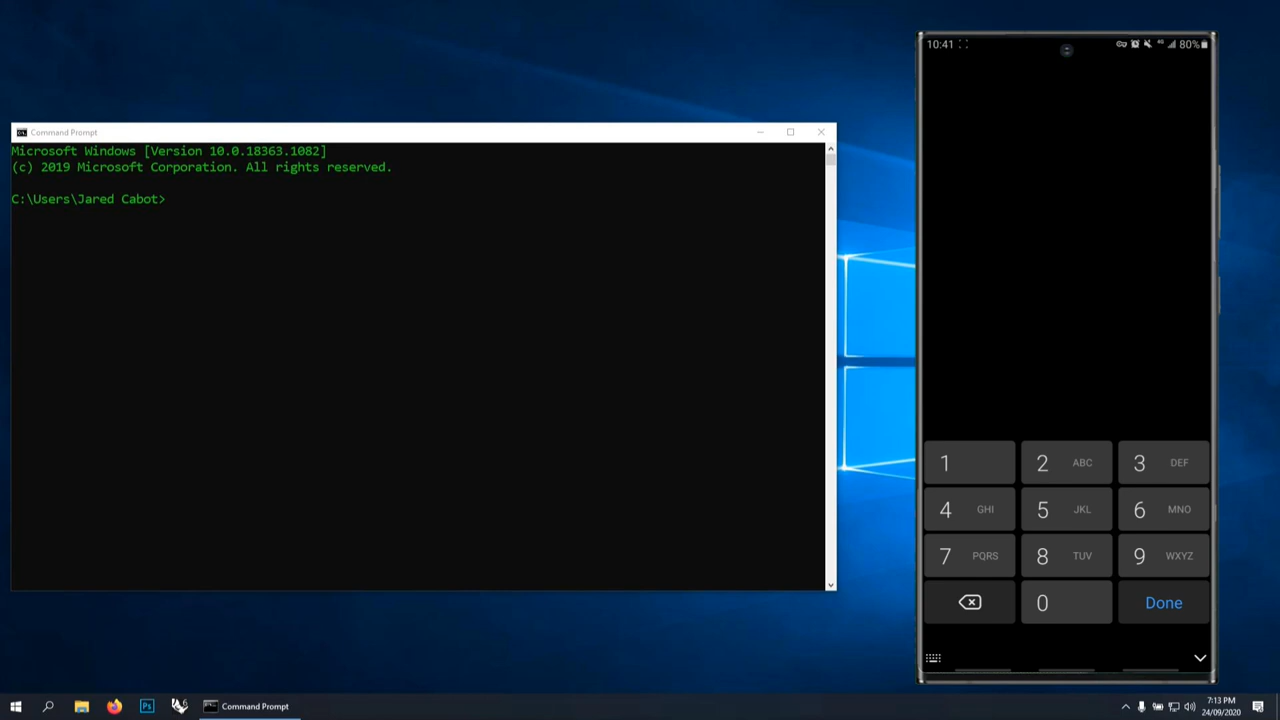 Command Prompt
Microsoft Windows [Version 10.0.18363.1082]
(c) 2019 Microsoft Corporation. All rights reserved.
C:\Users\Jared Cabot>
10:41
80%
1
2 ABC
3 DEF
4 GHI
5 JKL
6 MNO
7 PQRS
8 TUV
9 WXYZ
0
Done
Ps
Command Prompt
7:13 PM
24/09/2020